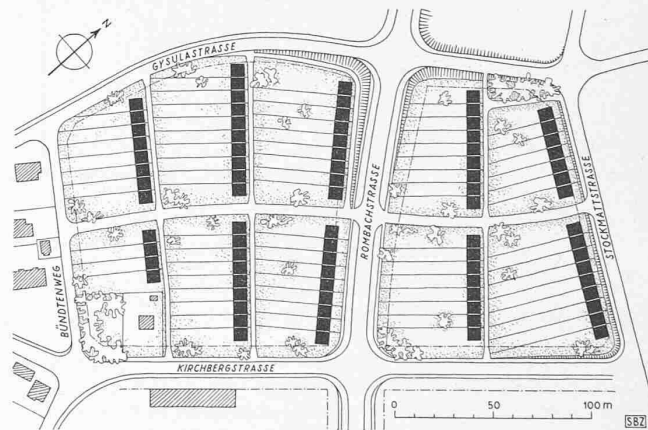 N
GYSULASTRASSE
ROMBACHSTRASSE
STOCKMATTSTRASSE
BÜNDTENWEG
KIRCHBERGSTRASSE
0 50 100 m
SBZ